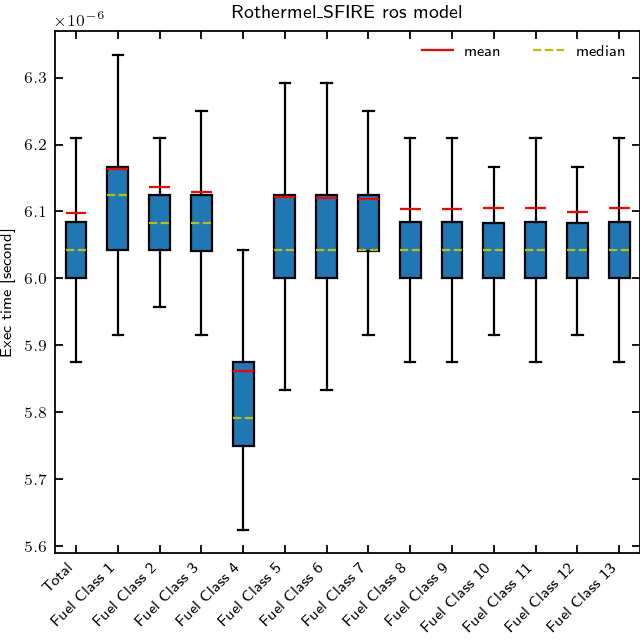 Rothermel_SFIRE ros model
×10⁻⁶
mean
median
6.3
6.2
6.1
6.0
5.9
5.8
5.7
5.6
Exec time [second]
Total
Fuel Class 1
Fuel Class 2
Fuel Class 3
Fuel Class 4
Fuel Class 5
Fuel Class 6
Fuel Class 7
Fuel Class 8
Fuel Class 9
Fuel Class 10
Fuel Class 11
Fuel Class 12
Fuel Class 13